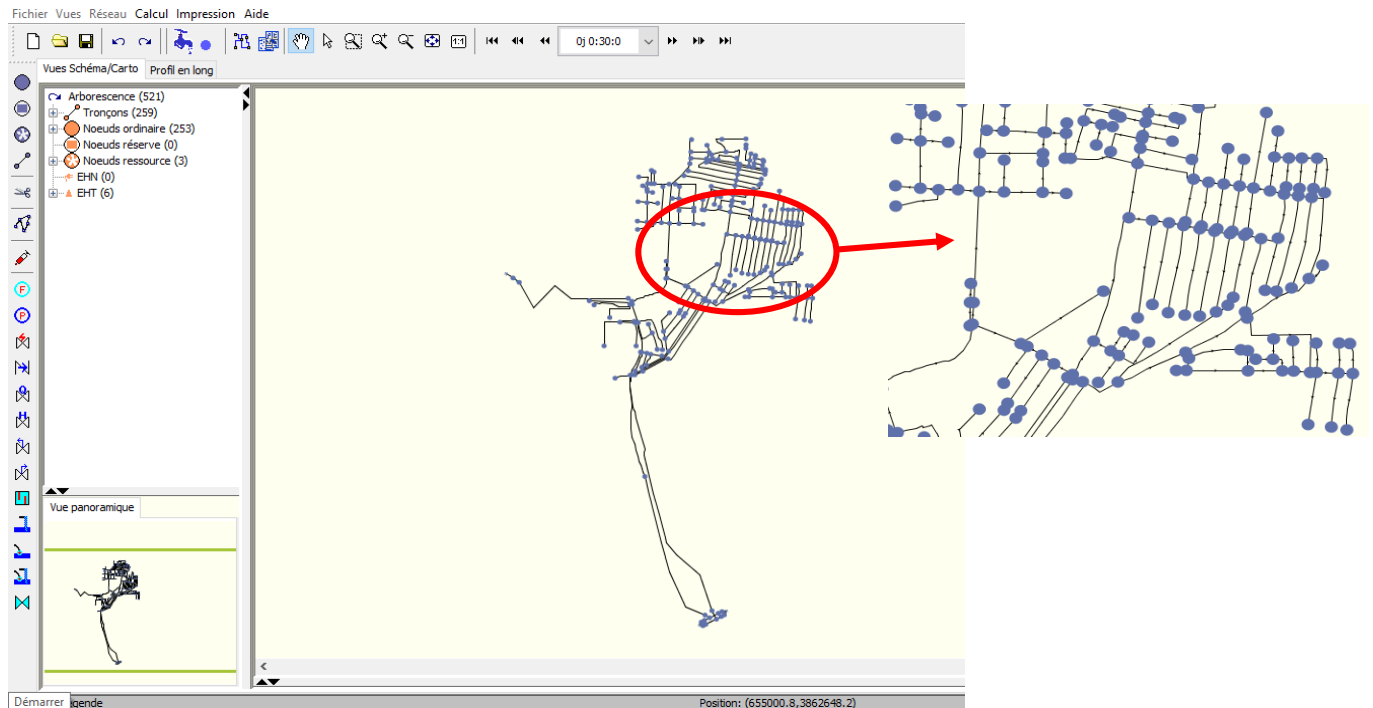 Fichier Vues Réseau Calcul Impression Aide
1:1
0j 0:30:0
Vues Schéma/Carto Profil en long
Arborescence (521)
Tronçons (259)
Noeuds ordinaire (253)
Noeuds réserve (0)
Noeuds ressource (3)
EHN (0)
EHT (6)
F
P
Vue panoramique
Démarrer
Position: (655000.8,3862648.2)